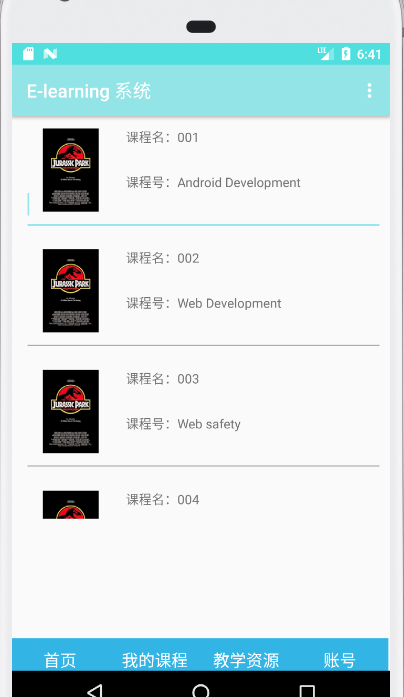 LTE 6:41
E-learning 系统
JURASSIC PARK
课程名：001
课程号：Android Development
JURASSIC PARK
课程名：002
课程号：Web Development
JURASSIC PARK
课程名：003
课程号：Web safety
课程名：004
首页 我的课程 教学资源 账号